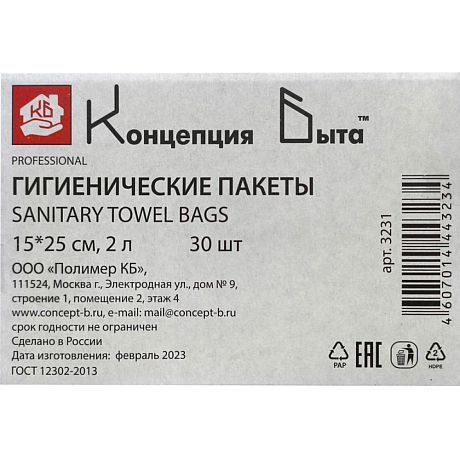 КБ
Концепция Быта™
PROFESSIONAL
ГИГИЕНИЧЕСКИЕ ПАКЕТЫ
SANITARY TOWEL BAGS
15*25 см, 2 л 30 шт
ООО «Полимер КБ»,
111524, Москва г., Электродная ул., дом № 9,
строение 1, помещение 2, этаж 4
www.concept-b.ru, e-mail: mail@concept-b.ru
срок годности не ограничен
Сделано в России
Дата изготовления: февраль 2023
ГОСТ 12302-2013
арт. 3231
4607014443234
PAP
EAC
2
HDPE